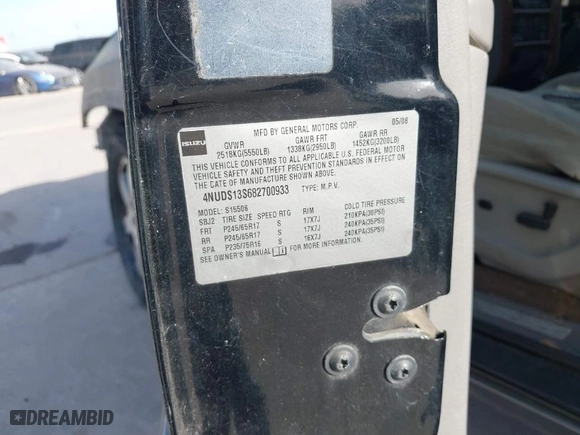 MFD BY GENERAL MOTORS CORP. 05/08
ISUZU
GVWR GAWR FRT GAWR RR
2518KG(5550LB) 1338KG(2950LB) 1452KG(3200LB)
THIS VEHICLE CONFORMS TO ALL APPLICABLE U.S. FEDERAL MOTOR
VEHICLE SAFETY AND THEFT PREVENTION STANDARDS IN EFFECT ON
THE DATE OF MANUFACTURE SHOWN ABOVE.
4NUDS13S682700933 TYPE: M.P.V.
MODEL: S15506
SBJ2 TIRE SIZE SPEED RTG RIM COLD TIRE PRESSURE
FRT P245/65R17 S 17X7J 210KPA(30PSI)
RR P245/65R17 S 17X7J 240KPA(35PSI)
SPA P235/75R16 S 16X7J 240KPA(35PSI)
SEE OWNER'S MANUAL FOR MORE INFORMATION.
DREAMBID